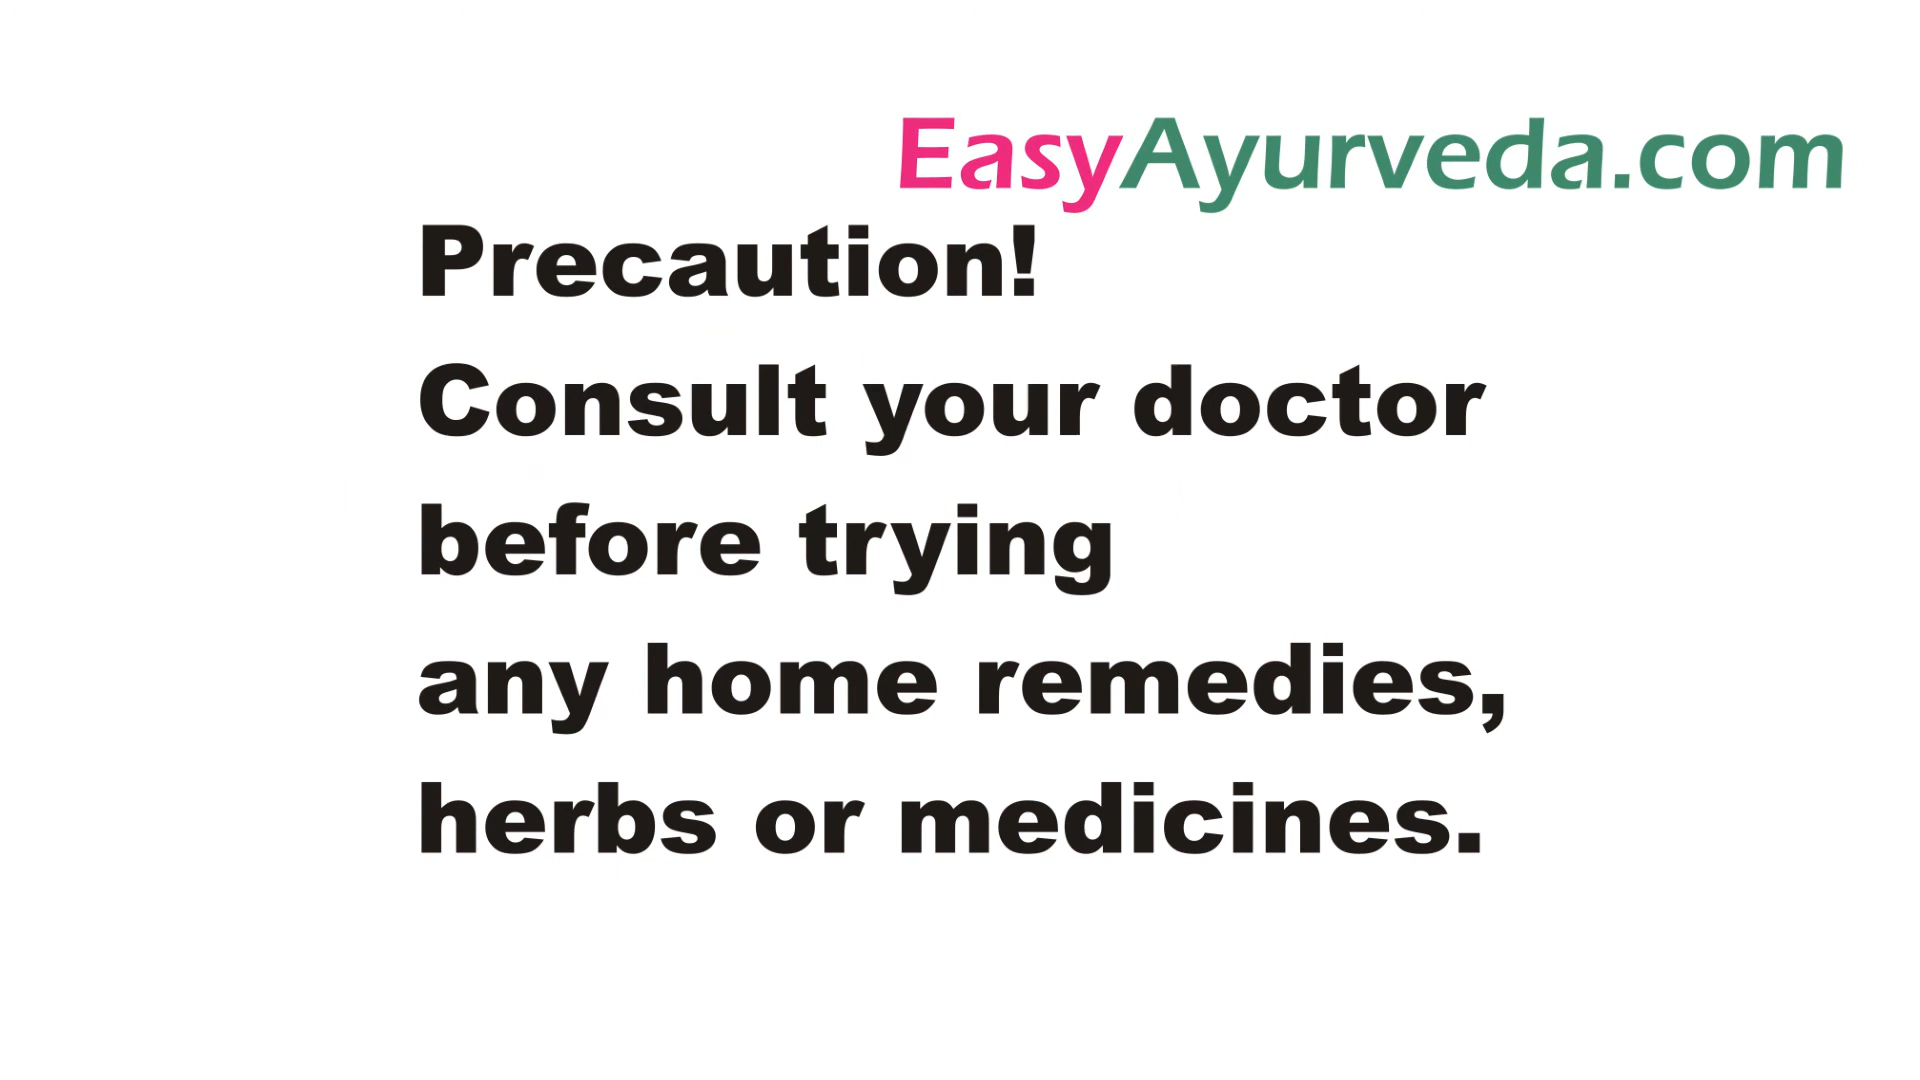 EasyAyurveda.com
Precaution!
Consult your doctor
before trying
any home remedies,
herbs or medicines.